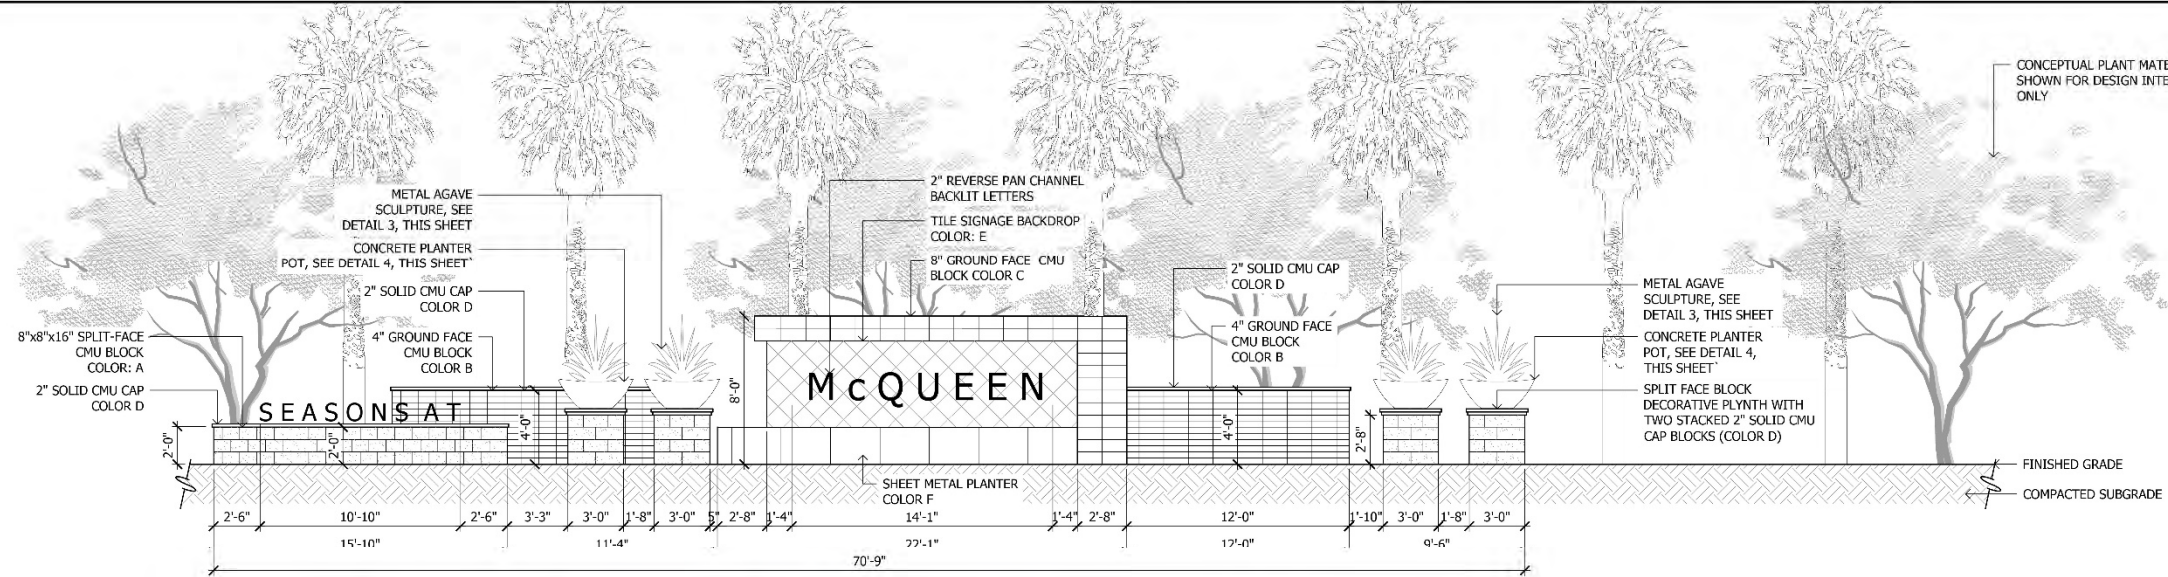 CONCEPTUAL PLANT MATE
SHOWN FOR DESIGN INTE
ONLY
METAL AGAVE
SCULPTURE, SEE
DETAIL 3, THIS SHEET
CONCRETE PLANTER
POT, SEE DETAIL 4, THIS SHEET`
2" SOLID CMU CAP
COLOR D
8"x8"x16" SPLIT-FACE
CMU BLOCK
COLOR: A
4" GROUND FACE
CMU BLOCK
COLOR B
2" SOLID CMU CAP
COLOR D
2" REVERSE PAN CHANNEL
BACKLIT LETTERS
TILE SIGNAGE BACKDROP
COLOR: E
8" GROUND FACE CMU
BLOCK COLOR C
2" SOLID CMU CAP
COLOR D
4" GROUND FACE
CMU BLOCK
COLOR B
METAL AGAVE
SCULPTURE, SEE
DETAIL 3, THIS SHEET
CONCRETE PLANTER
POT, SEE DETAIL 4,
THIS SHEET`
SPLIT FACE BLOCK
DECORATIVE PLYNTH WITH
TWO STACKED 2" SOLID CMU
CAP BLOCKS (COLOR D)
SEASONS AT
McQUEEN
2'-0"
2'-0"
4'-0"
8'-0"
4'-0"
2'-8"
SHEET METAL PLANTER
COLOR F
FINISHED GRADE
COMPACTED SUBGRADE
2'-6" 10'-10" 2'-6" 3'-3" 3'-0" 1'-8" 3'-0" 5" 2'-8" 1'-4" 14'-1" 1'-4" 2'-8" 12'-0" 1'-10" 3'-0" 1'-8" 3'-0"
15'-10" 11'-4" 22'-1" 12'-0" 9'-6"
70'-9"